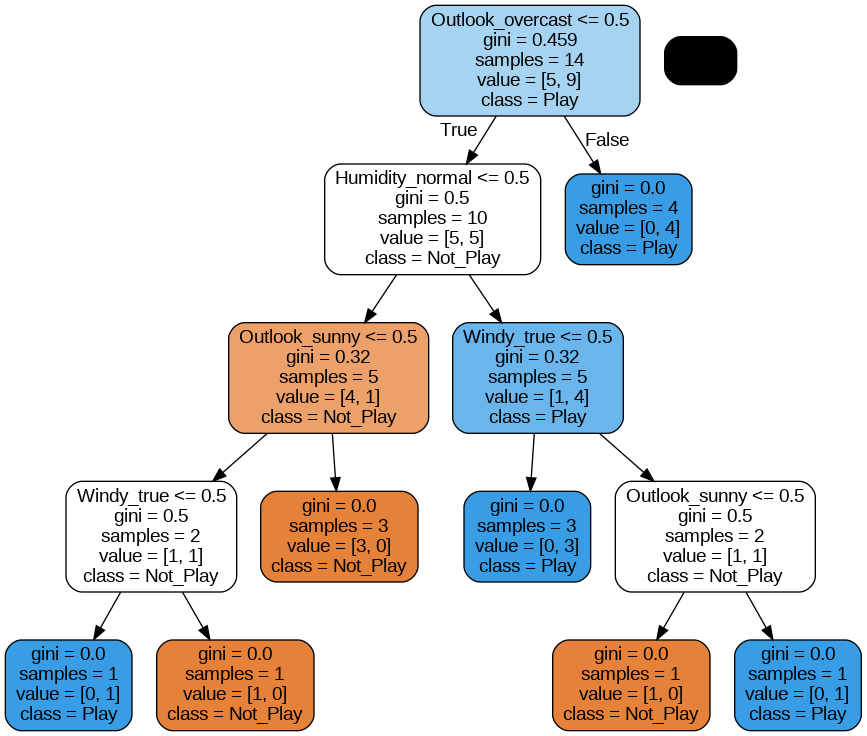 Outlook_overcast <= 0.5
gini = 0.459
samples = 14
value = [5, 9]
class = Play
True
False
Humidity_normal <= 0.5
gini = 0.5
samples = 10
value = [5, 5]
class = Not_Play
gini = 0.0
samples = 4
value = [0, 4]
class = Play
Outlook_sunny <= 0.5
gini = 0.32
samples = 5
value = [4, 1]
class = Not_Play
Windy_true <= 0.5
gini = 0.32
samples = 5
value = [1, 4]
class = Play
Windy_true <= 0.5
gini = 0.5
samples = 2
value = [1, 1]
class = Not_Play
gini = 0.0
samples = 3
value = [3, 0]
class = Not_Play
gini = 0.0
samples = 3
value = [0, 3]
class = Play
Outlook_sunny <= 0.5
gini = 0.5
samples = 2
value = [1, 1]
class = Not_Play
gini = 0.0
samples = 1
value = [0, 1]
class = Play
gini = 0.0
samples = 1
value = [1, 0]
class = Not_Play
gini = 0.0
samples = 1
value = [1, 0]
class = Not_Play
gini = 0.0
samples = 1
value = [0, 1]
class = Play